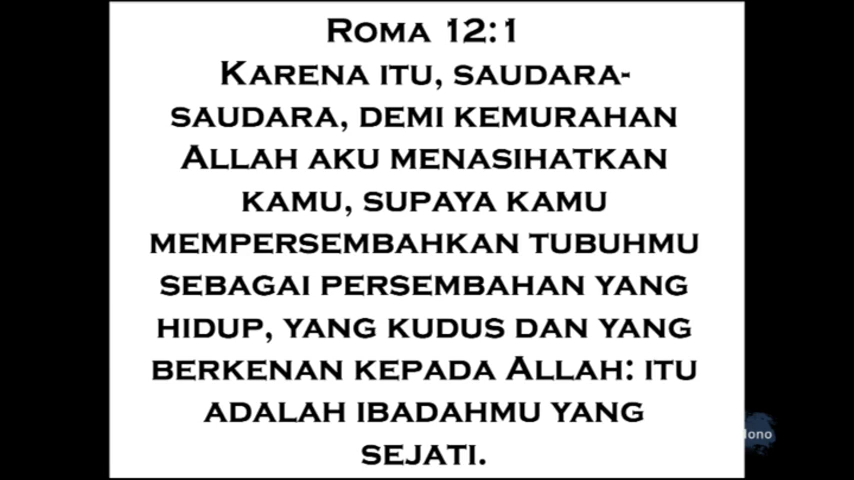 Roma 12:1
Karena itu, saudara-
saudara, demi kemurahan
Allah aku menasihatkan
kamu, supaya kamu
mempersembahkan tubuhmu
sebagai persembahan yang
hidup, yang kudus dan yang
berkenan kepada Allah: itu
adalah ibadahmu yang
sejati.